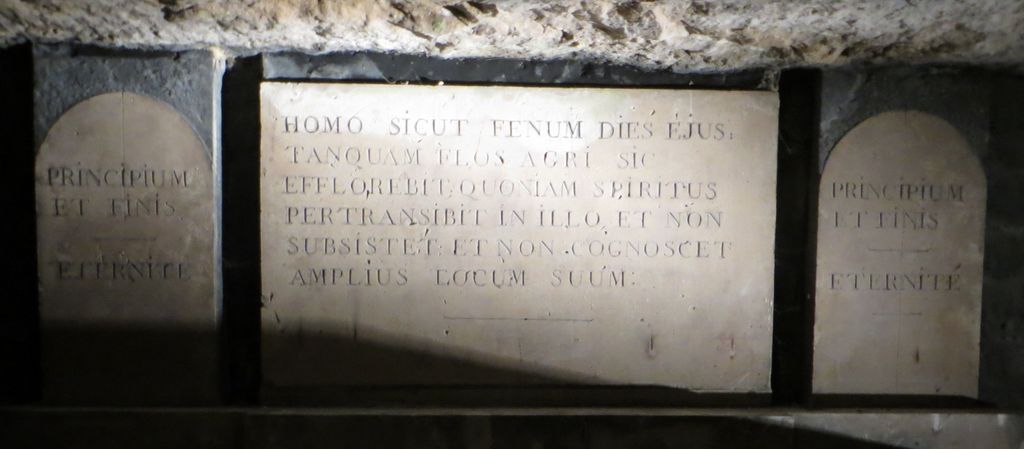 PRINCIPIUM
ET FINIS
ETERNITÉ
HOMO SICUT FENUM DIES EJUS;
TANQUAM FLOS AGRI SIC
EFFLOREBIT; QUONIAM SPIRITUS
PERTRANSIBIT IN ILLO, ET NON
SUBSISTET; ET NON COGNOSCET
AMPLIUS LOCUM SUUM:
PRINCIPIUM
ET FINIS
ETERNITÉ